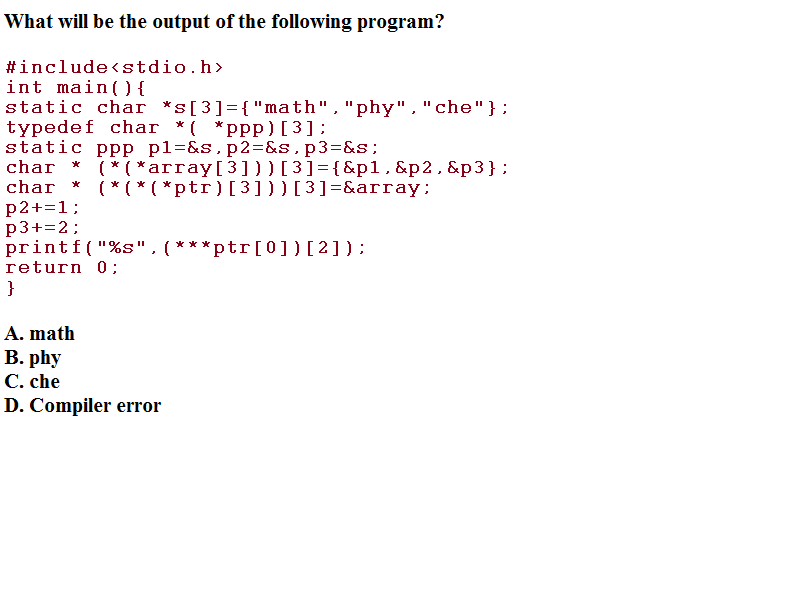 What will be the output of the following program?
#include<stdio.h>
int main(){
static char *s[3]={"math","phy","che"};
typedef char *( *ppp)[3];
static ppp p1=&s,p2=&s,p3=&s;
char * (*(*array[3]))[3]={&p1,&p2,&p3};
char * (*(*(*ptr)[3]))[3]=&array;
p2+=1;
p3+=2;
printf("%s",(***ptr[0])[2]);
return 0;
}
A. math
B. phy
C. che
D. Compiler error